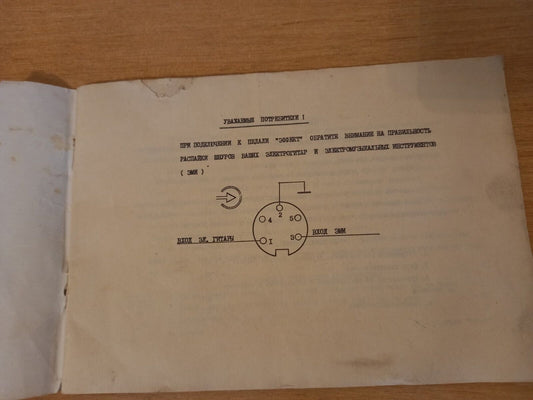 УВАЖАЕМЫЕ ПОТРЕБИТЕЛИ !
ПРИ ПОДКЛЮЧЕНИИ К ПЕДАЛИ "ЭФФЕКТ" ОБРАТИТЕ ВНИМАНИЕ НА ПРАВИЛЬНОСТЬ
РАСПАЙКИ ШНУРОВ ВАШИХ ЭЛЕКТРОГИТАР И ЭЛЕКТРОМУЗЫКАЛЬНЫХ ИНСТРУМЕНТОВ
( ЭМИ )
2
4
5
ВХОД ЭЛ. ГИТАРЫ
I
3
ВХОД ЭМИ